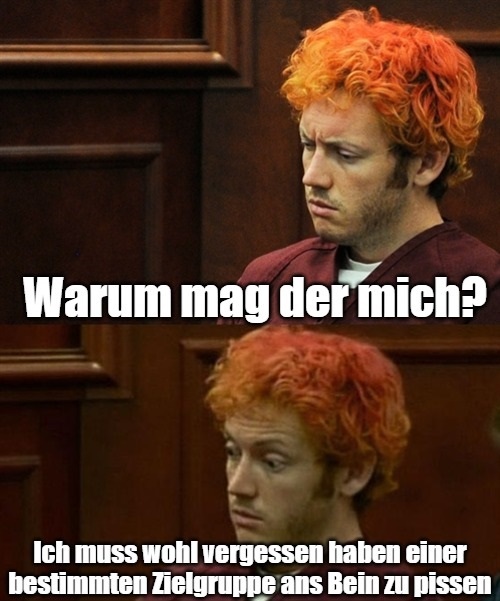 Warum mag der mich?
Ich muss wohl vergessen haben einer
bestimmten Zielgruppe ans Bein zu pissen